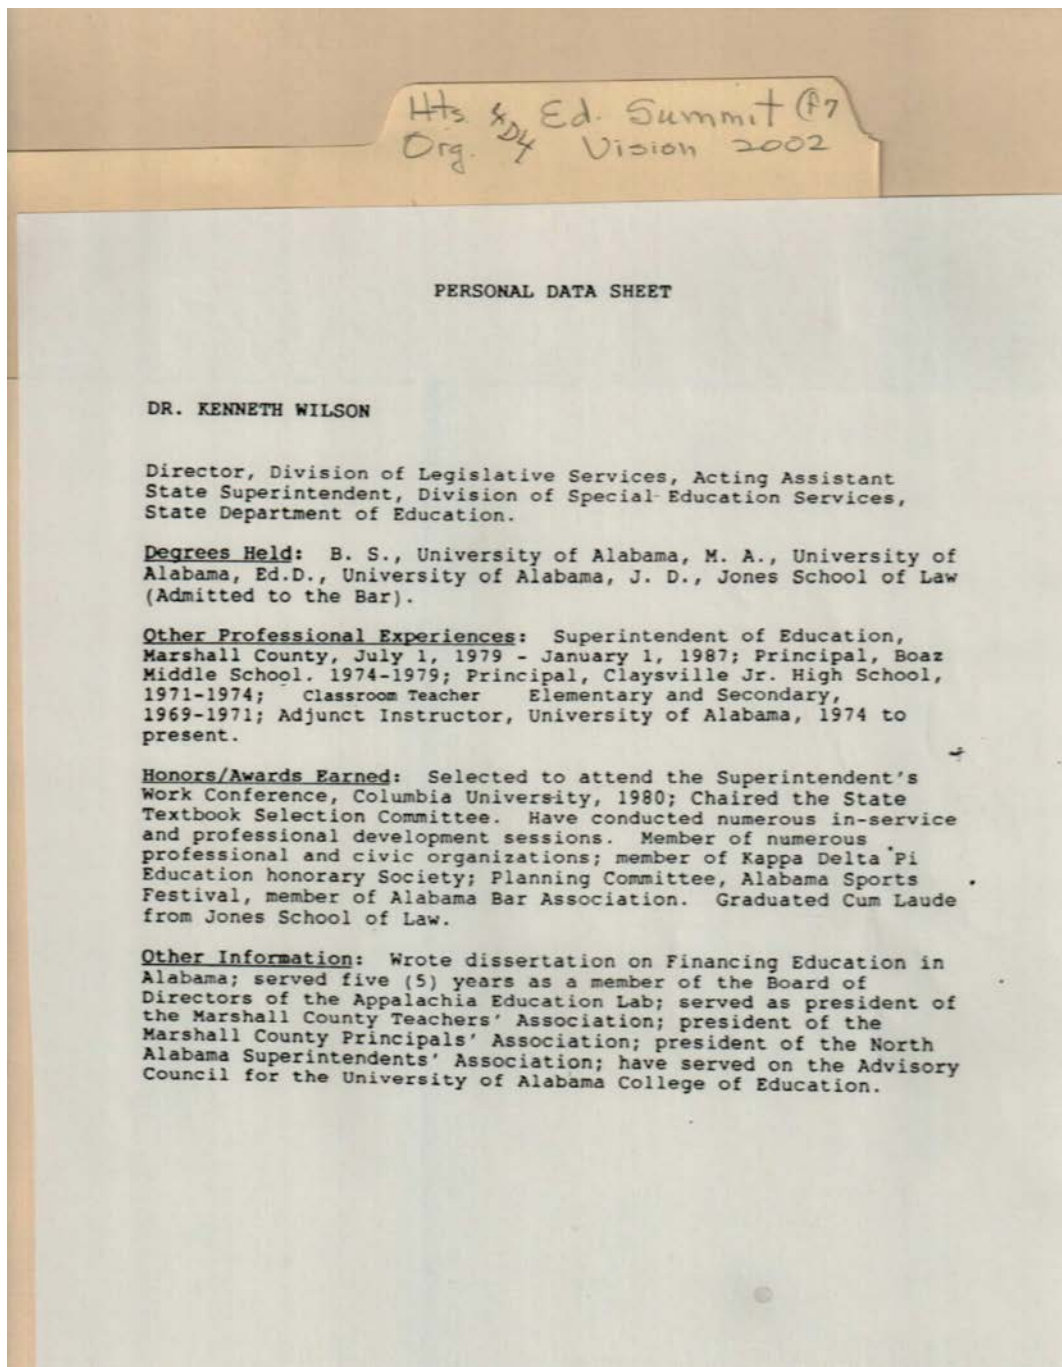 Hts & Ed. Summit (P7
Org. D4 Vision 2002
PERSONAL DATA SHEET
DR. KENNETH WILSON
Director, Division of Legislative Services, Acting Assistant
State Superintendent, Division of Special Education Services,
State Department of Education.
Degrees Held: B. S., University of Alabama, M. A., University of
Alabama, Ed.D., University of Alabama, J. D., Jones School of Law
(Admitted to the Bar).
Other Professional Experiences: Superintendent of Education,
Marshall County, July 1, 1979 - January 1, 1987; Principal, Boaz
Middle School. 1974-1979; Principal, Claysville Jr. High School,
1971-1974; Classroom Teacher Elementary and Secondary,
1969-1971; Adjunct Instructor, University of Alabama, 1974 to
present.
Honors/Awards Earned: Selected to attend the Superintendent's
Work Conference, Columbia University, 1980; Chaired the State
Textbook Selection Committee. Have conducted numerous in-service
and professional development sessions. Member of numerous
professional and civic organizations; member of Kappa Delta Pi
Education honorary Society; Planning Committee, Alabama Sports
Festival, member of Alabama Bar Association. Graduated Cum Laude
from Jones School of Law.
Other Information: Wrote dissertation on Financing Education in
Alabama; served five (5) years as a member of the Board of
Directors of the Appalachia Education Lab; served as president of
the Marshall County Teachers' Association; president of the
Marshall County Principals' Association; president of the North
Alabama Superintendents' Association; have served on the Advisory
Council for the University of Alabama College of Education.